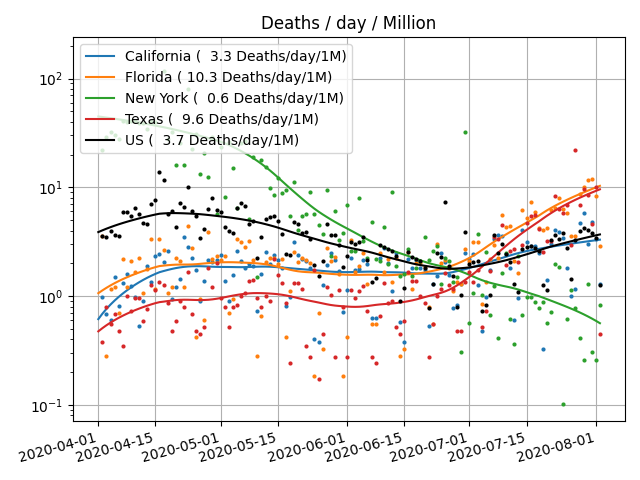 Deaths / day / Million
California (  3.3 Deaths/day/1M)
Florida ( 10.3 Deaths/day/1M)
New York (  0.6 Deaths/day/1M)
Texas (  9.6 Deaths/day/1M)
US (  3.7 Deaths/day/1M)
10²
10¹
10⁰
10⁻¹
2020-04-01
2020-04-15
2020-05-01
2020-05-15
2020-06-01
2020-06-15
2020-07-01
2020-07-15
2020-08-01